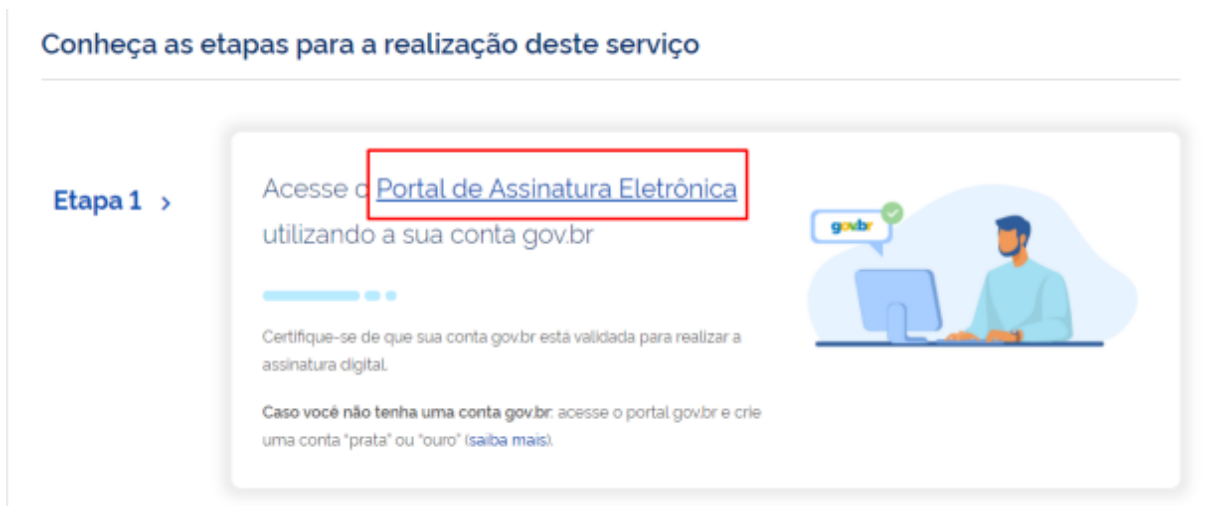 Conheça as etapas para a realização deste serviço
Etapa 1 >
Acesse o Portal de Assinatura Eletrônica
utilizando a sua conta gov.br
gov.br
Certifique-se de que sua conta gov.br está validada para realizar a
assinatura digital.
Caso você não tenha uma conta gov.br: acesse o portal gov.br e crie
uma conta "prata" ou "ouro" (saiba mais).